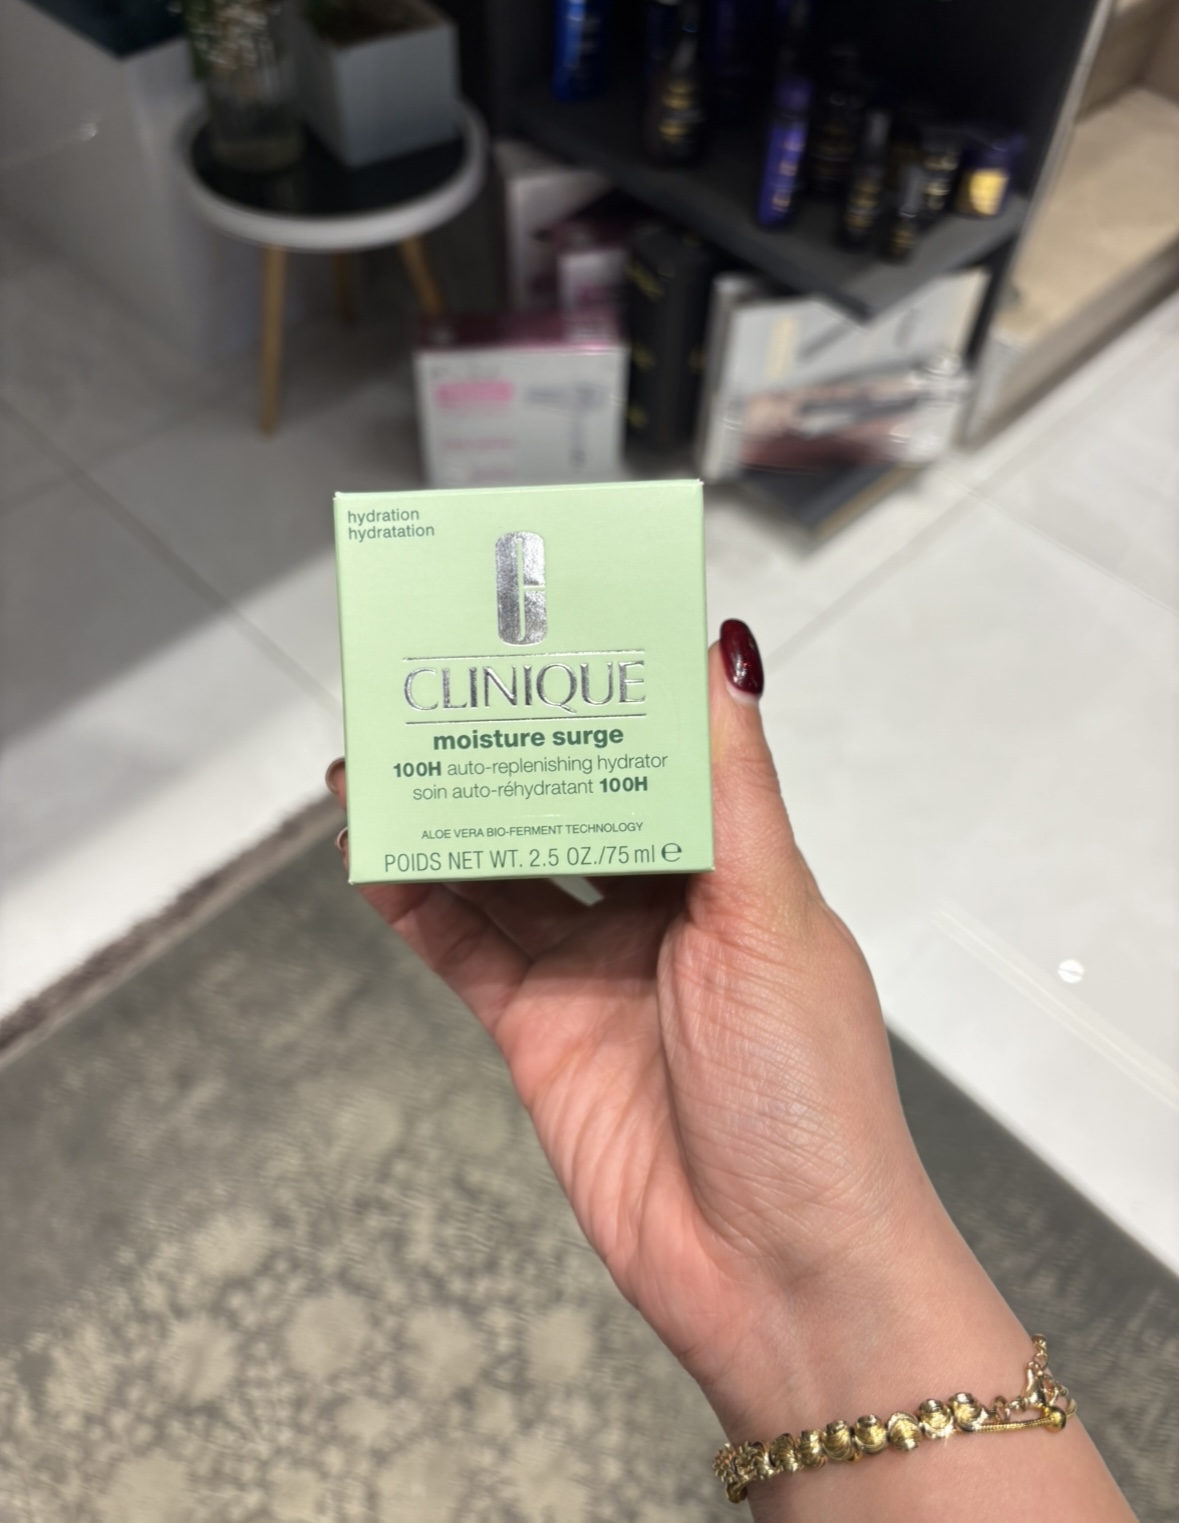 hydration
hydratation
CLINIQUE
moisture surge
100H auto-replenishing hydrator
soin auto-réhydratant 100H
ALOE VERA BIO-FERMENT TECHNOLOGY
POIDS NET WT. 2.5 OZ./75 ml ℮